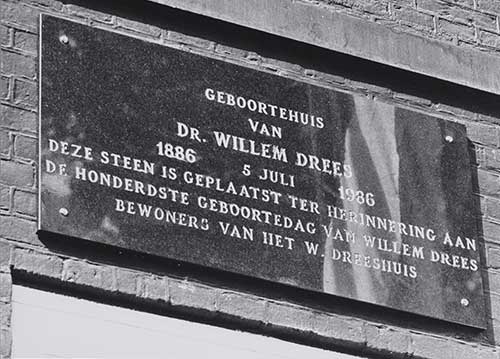 GEBOORTEHUIS
VAN
DR. WILLEM DREES
1886 5 JULI 1986
DEZE STEEN IS GEPLAATST TER HERINNERING AAN
DE HONDERDSTE GEBOORTEDAG VAN WILLEM DREES
BEWONERS VAN HET W. DREESHUIS